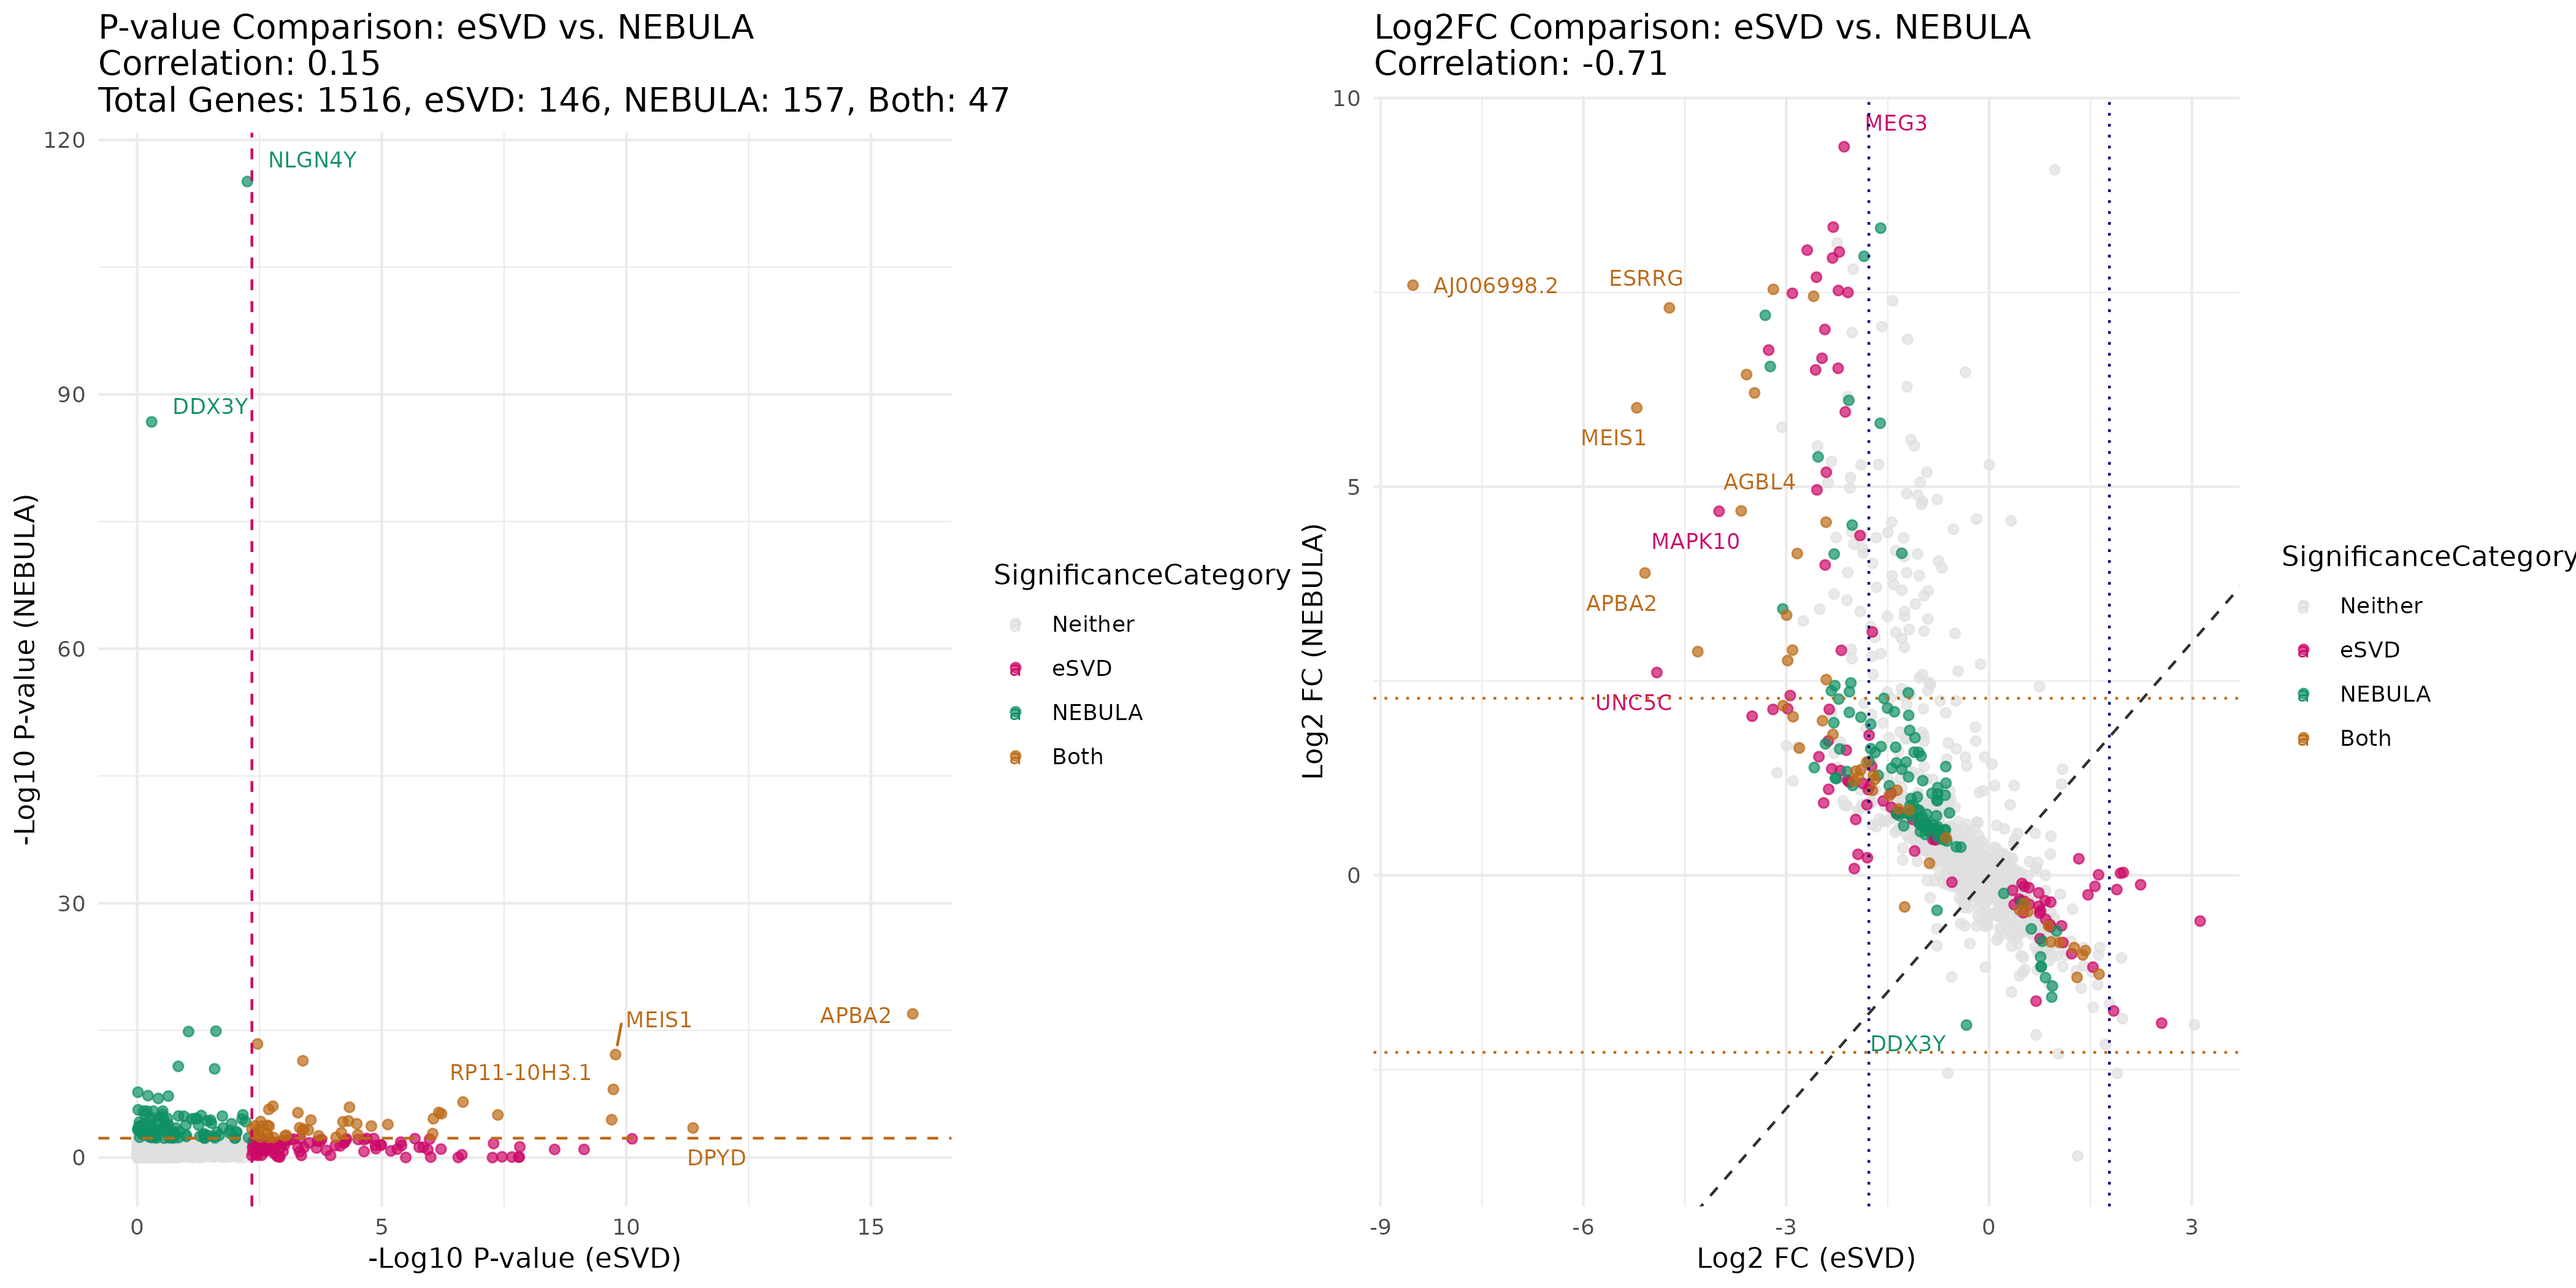 P-value Comparison: eSVD vs. NEBULA
Correlation: 0.15
Total Genes: 1516, eSVD: 146, NEBULA: 157, Both: 47
120
90
60
30
0
-Log10 P-value (NEBULA)
NLGN4Y
DDX3Y
MEIS1
APBA2
RP11-10H3.1
DPYD
0
5
10
15
-Log10 P-value (eSVD)
SignificanceCategory
Neither
eSVD
NEBULA
Both
Log2FC Comparison: eSVD vs. NEBULA
Correlation: -0.71
10
5
0
Log2 FC (NEBULA)
MEG3
AJ006998.2
ESRRG
MEIS1
AGBL4
MAPK10
APBA2
UNC5C
DDX3Y
-9
-6
-3
0
3
Log2 FC (eSVD)
SignificanceCategory
Neither
eSVD
NEBULA
Both